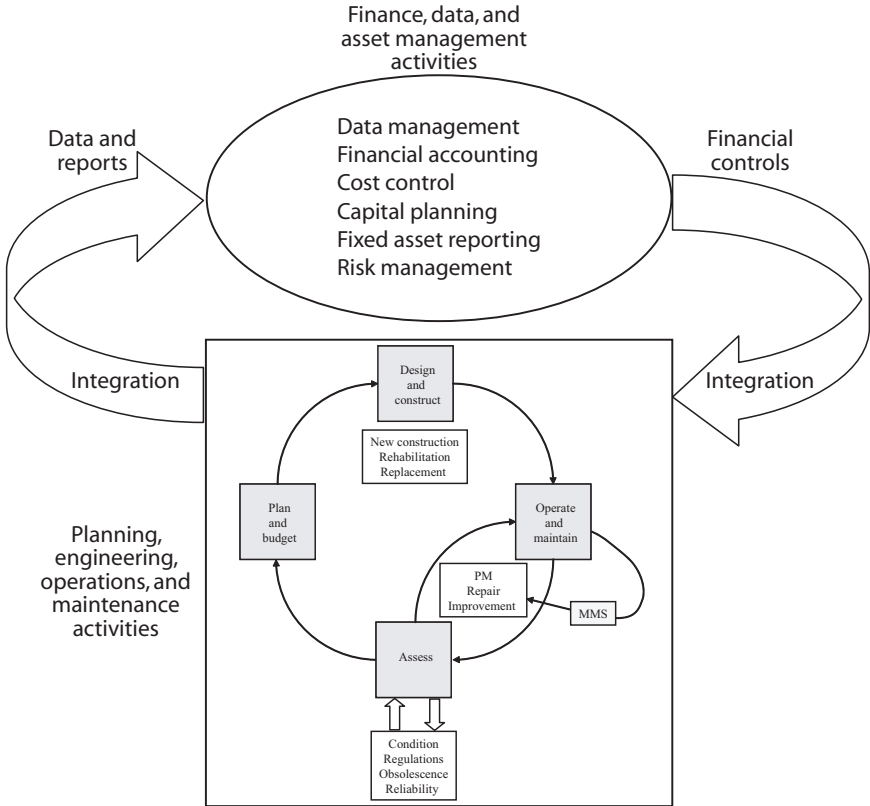 Finance, data, and
asset management
activities
Data and
reports
Financial
controls
Data management
Financial accounting
Cost control
Capital planning
Fixed asset reporting
Risk management
Integration
Integration
Design
and
construct
New construction
Rehabilitation
Replacement
Plan
and
budget
Operate
and
maintain
Planning,
engineering,
operations, and
maintenance
activities
PM
Repair
Improvement
MMS
Assess
Condition
Regulations
Obsolescence
Reliability